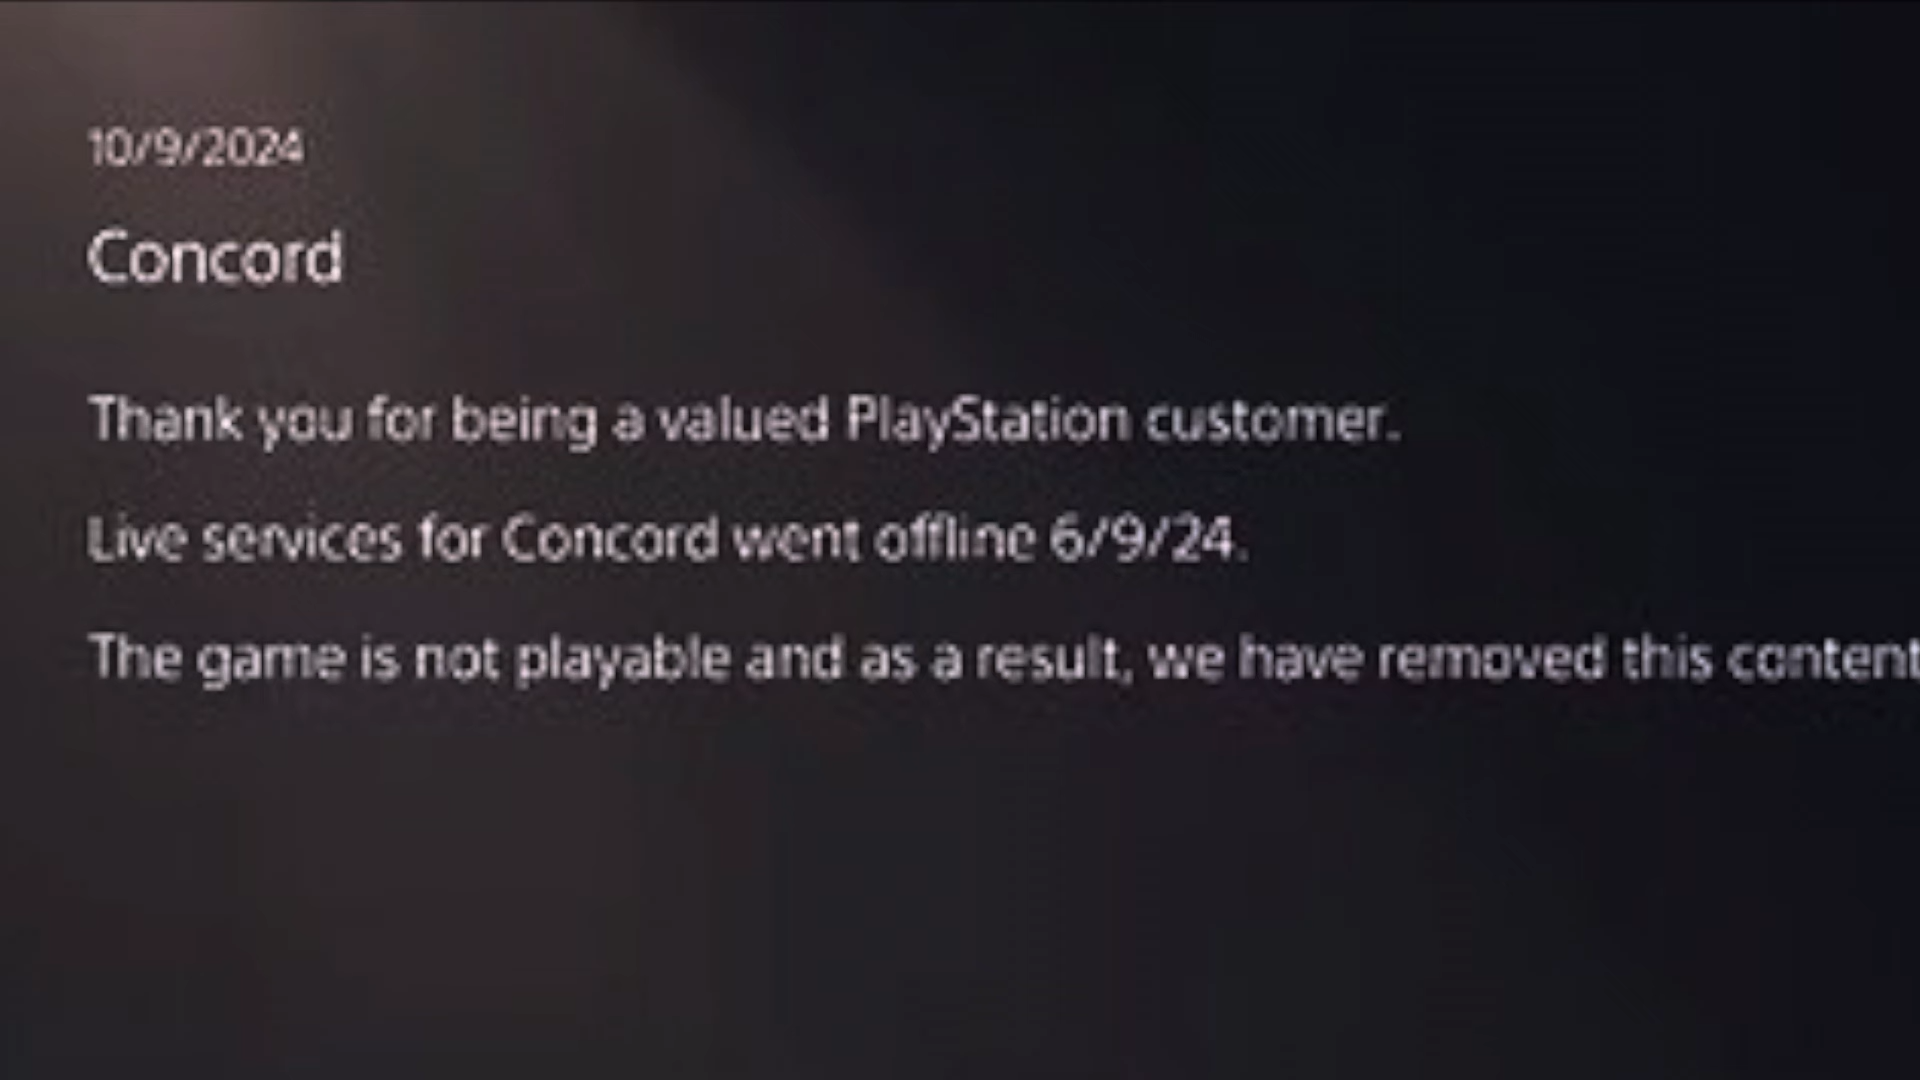 10/9/2024
Concord
Thank you for being a valued PlayStation customer.
Live services for Concord went offline 6/9/24.
The game is not playable and as a result, we have removed this content